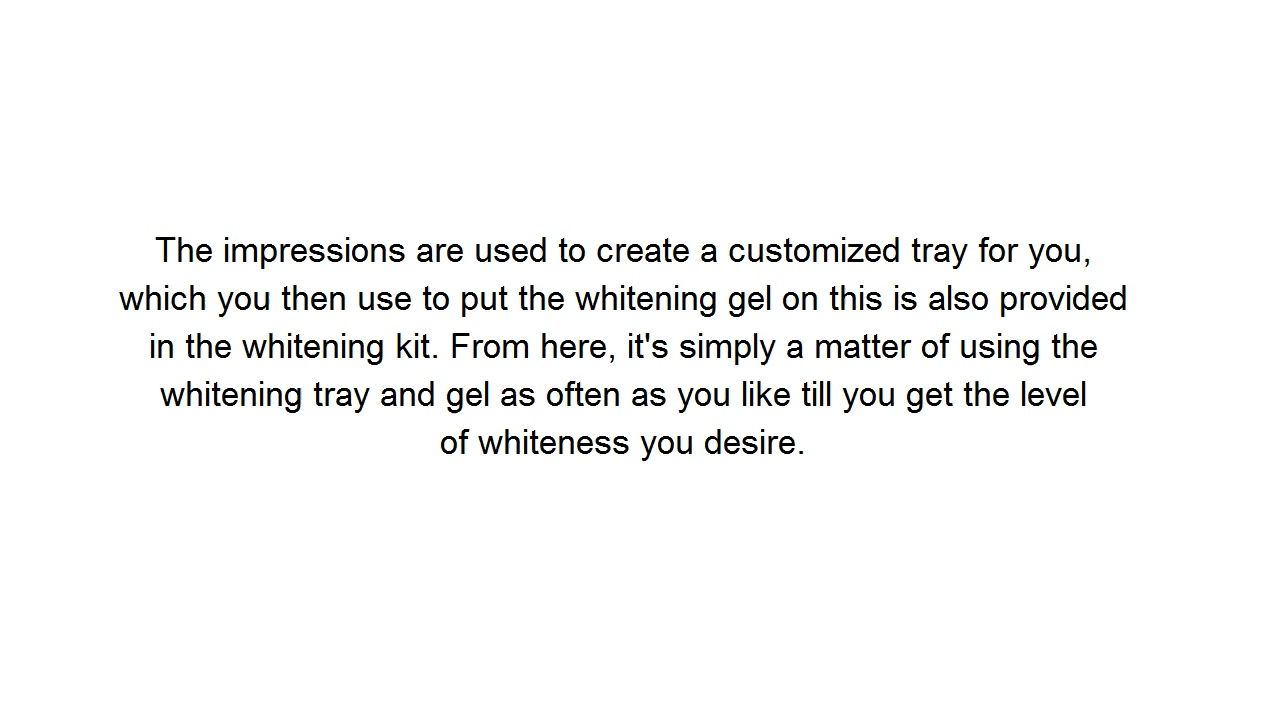 The impressions are used to create a customized tray for you,
which you then use to put the whitening gel on this is also provided
in the whitening kit. From here, it's simply a matter of using the
whitening tray and gel as often as you like till you get the level
of whiteness you desire.